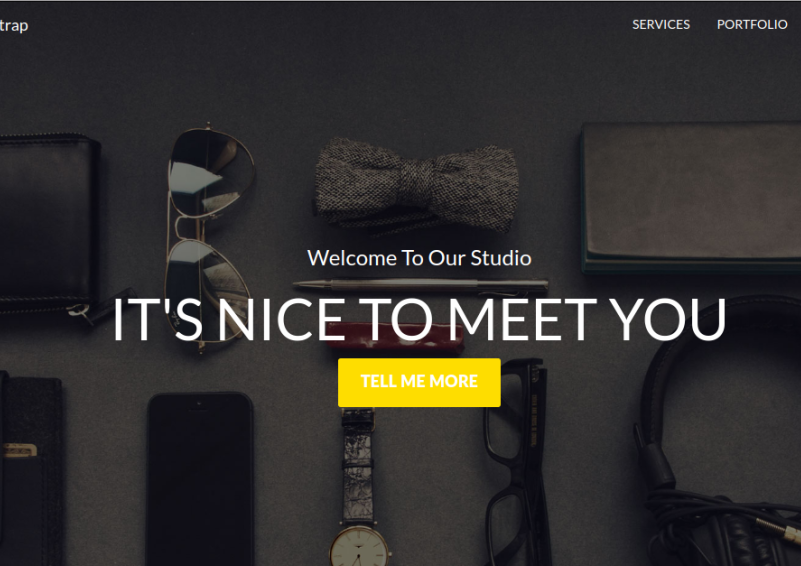 trap
SERVICES
PORTFOLIO
Welcome To Our Studio
IT'S NICE TO MEET YOU
TELL ME MORE